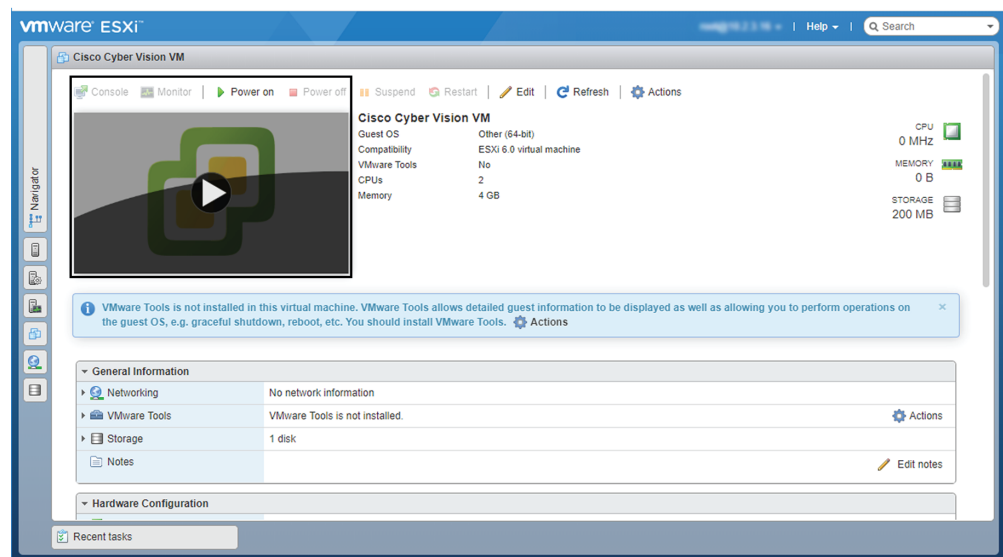 vmware ESXi™
Help
Search
Cisco Cyber Vision VM
Navigator
Console Monitor Power on Power off Suspend Restart Edit Refresh Actions
Cisco Cyber Vision VM
Guest OS Other (64-bit)
Compatibility ESXi 6.0 virtual machine
VMware Tools No
CPUs 2
Memory 4 GB
CPU
0 MHz
MEMORY
0 B
STORAGE
200 MB
VMware Tools is not installed in this virtual machine. VMware Tools allows detailed guest information to be displayed as well as allowing you to perform operations on
the guest OS, e.g. graceful shutdown, reboot, etc. You should install VMware Tools. Actions
General Information
Networking No network information
VMware Tools VMware Tools is not installed. Actions
Storage 1 disk
Notes Edit notes
Hardware Configuration
Recent tasks